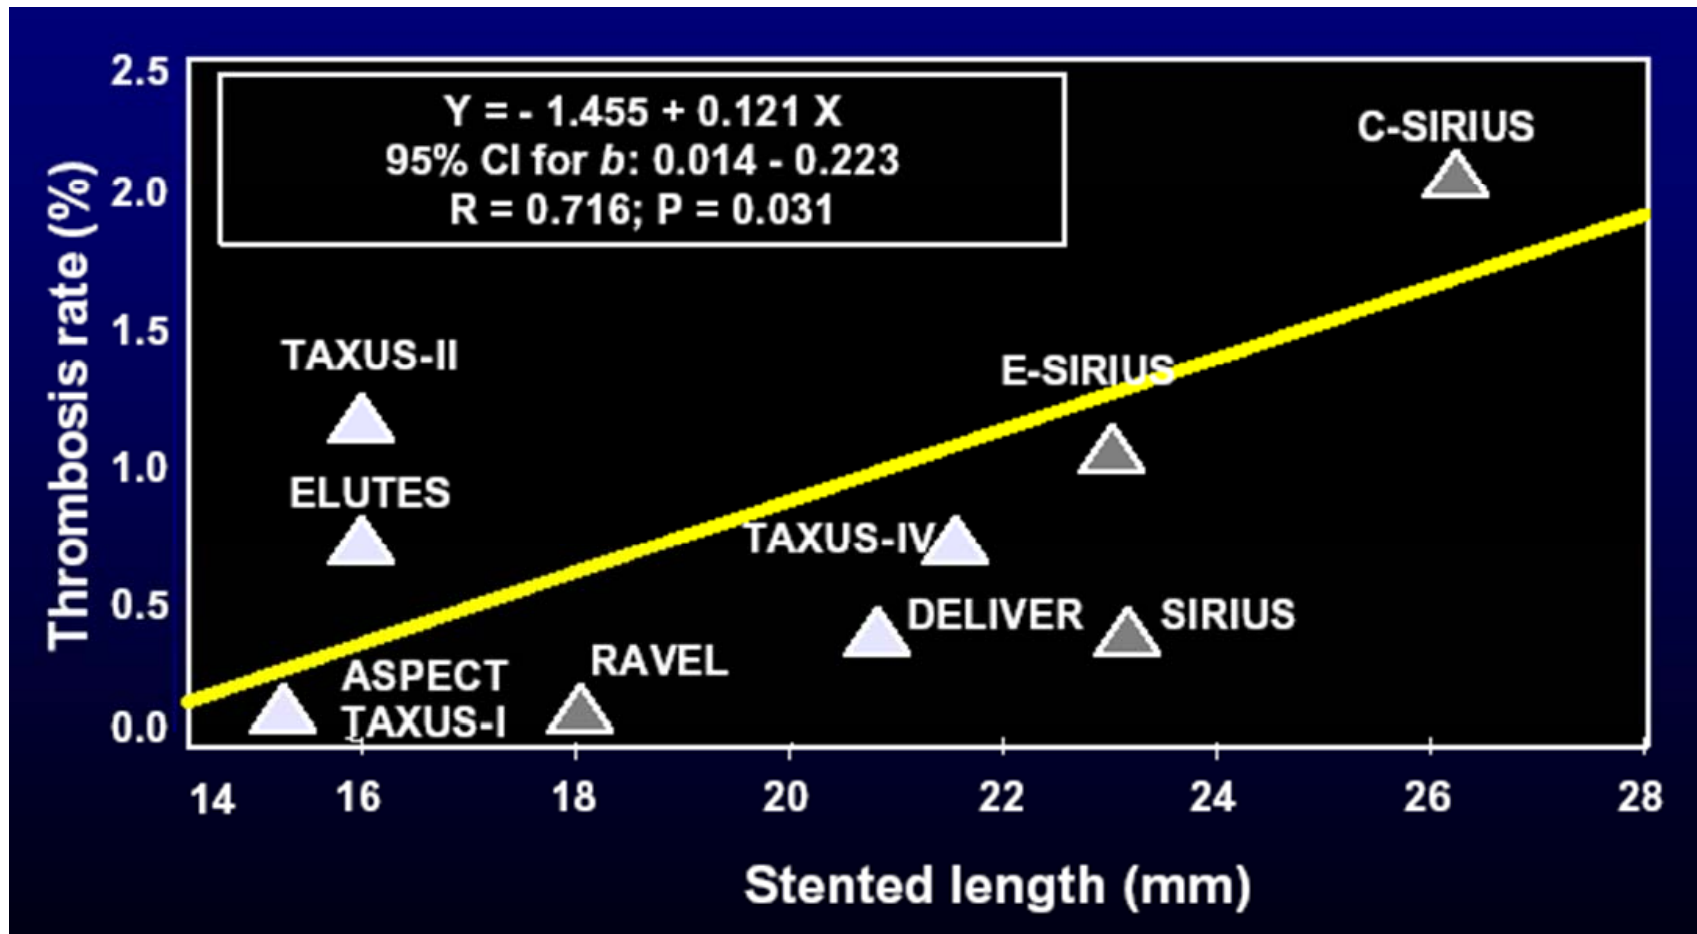 2.5
2.0
1.5
1.0
0.5
0.0
Thrombosis rate (%)
Y = - 1.455 + 0.121 X
95% CI for b: 0.014 - 0.223
R = 0.716; P = 0.031
C-SIRIUS
TAXUS-II
E-SIRIUS
ELUTES
TAXUS-IV
DELIVER
SIRIUS
RAVEL
ASPECT
TAXUS-I
14 16 18 20 22 24 26 28
Stented length (mm)